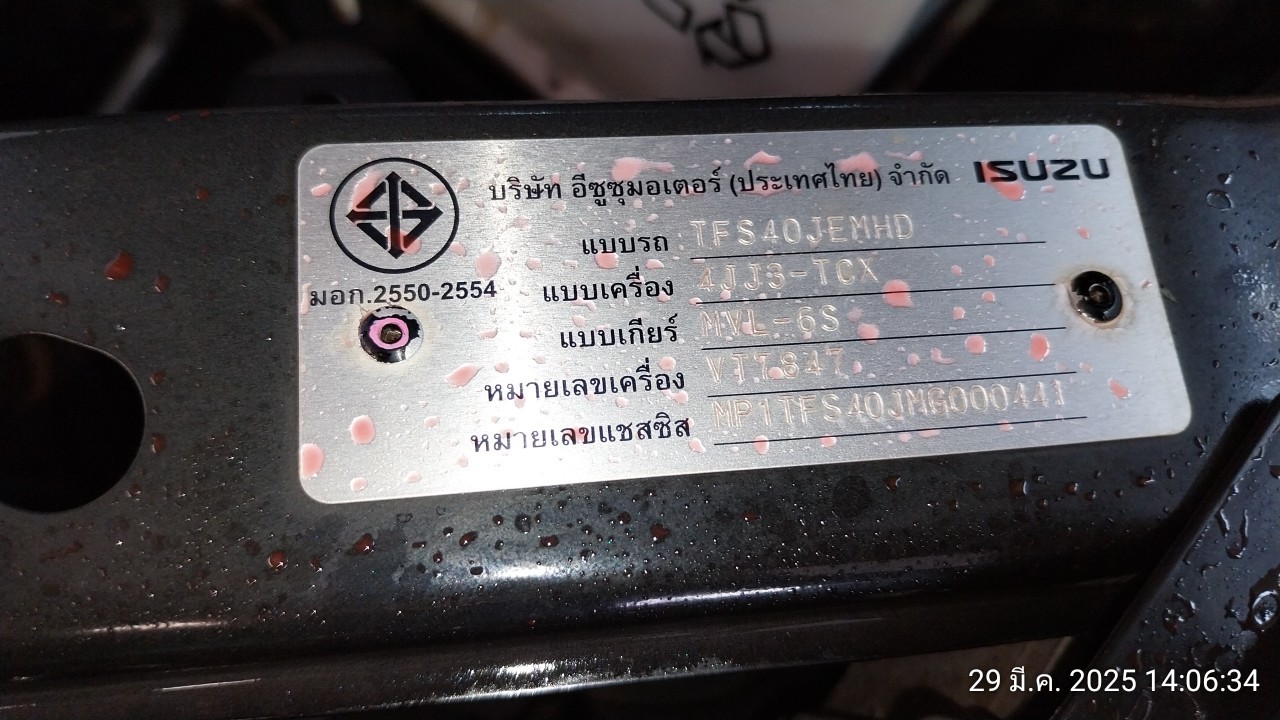 บริษัท อีซูซุมอเตอร์ (ประเทศไทย) จำกัด ISUZU
แบบรถ TFS40JEMHD
มอก.2550-2554
แบบเครื่อง 4JJ3-TCX
แบบเกียร์ MVL-6S
หมายเลขเครื่อง VT7847
หมายเลขแชสซิส MP1TFS40JMG000441
29 มี.ค. 2025 14:06:34